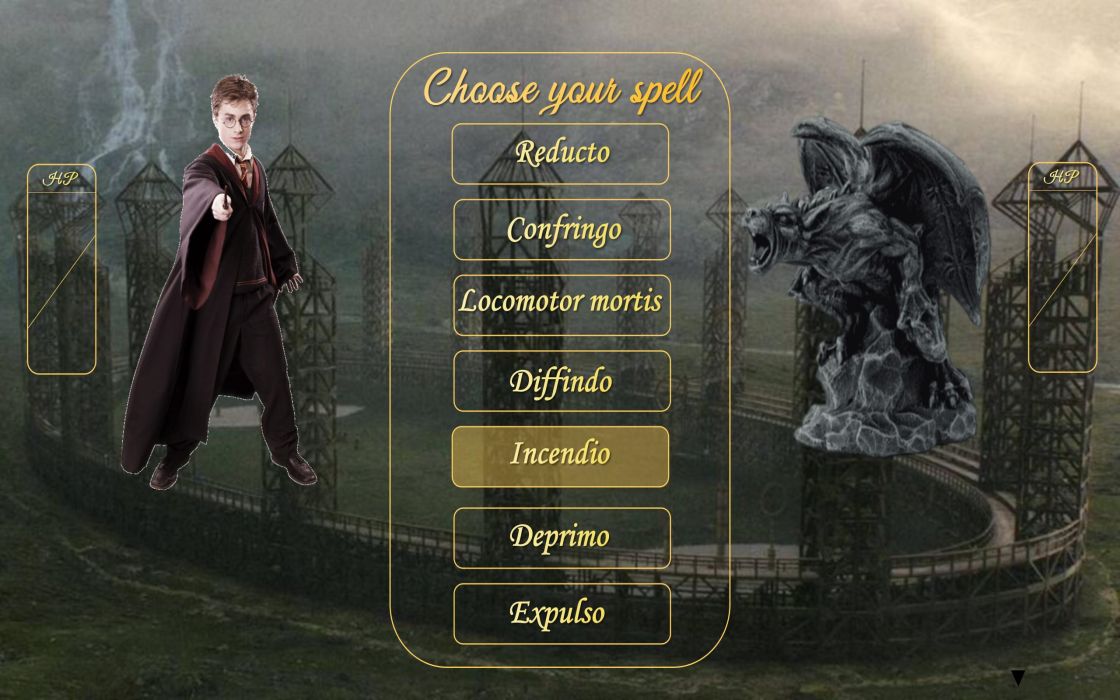 Choose your spell
HP
HP
Reducto
Confringo
Locomotor mortis
Diffindo
Incendio
Deprimo
Expulso